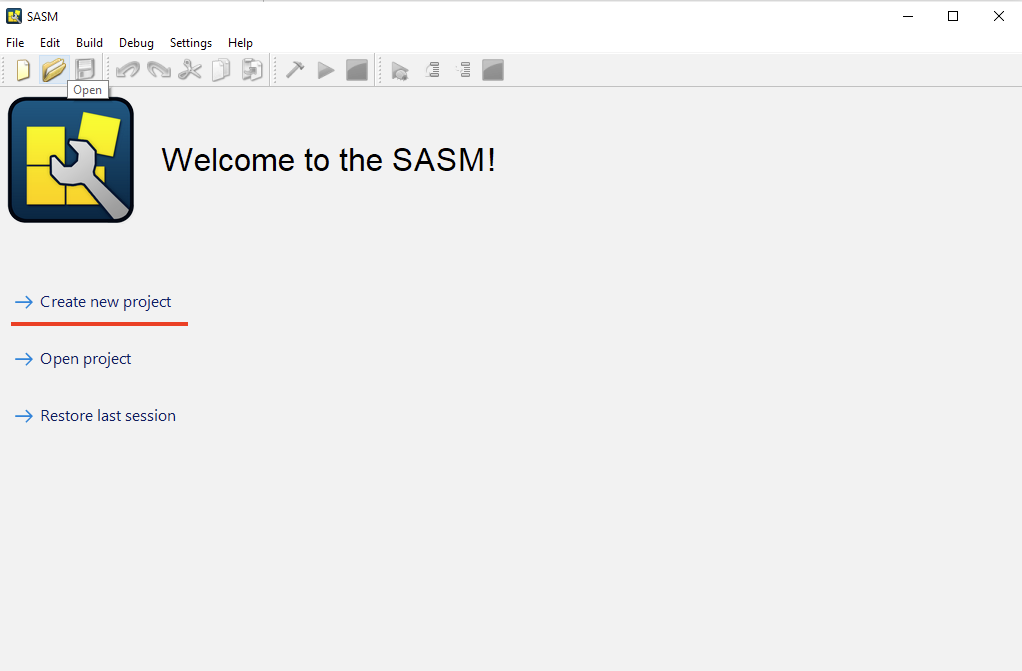 SASM
File Edit Build Debug Settings Help
Open
Welcome to the SASM!
Create new project
Open project
Restore last session